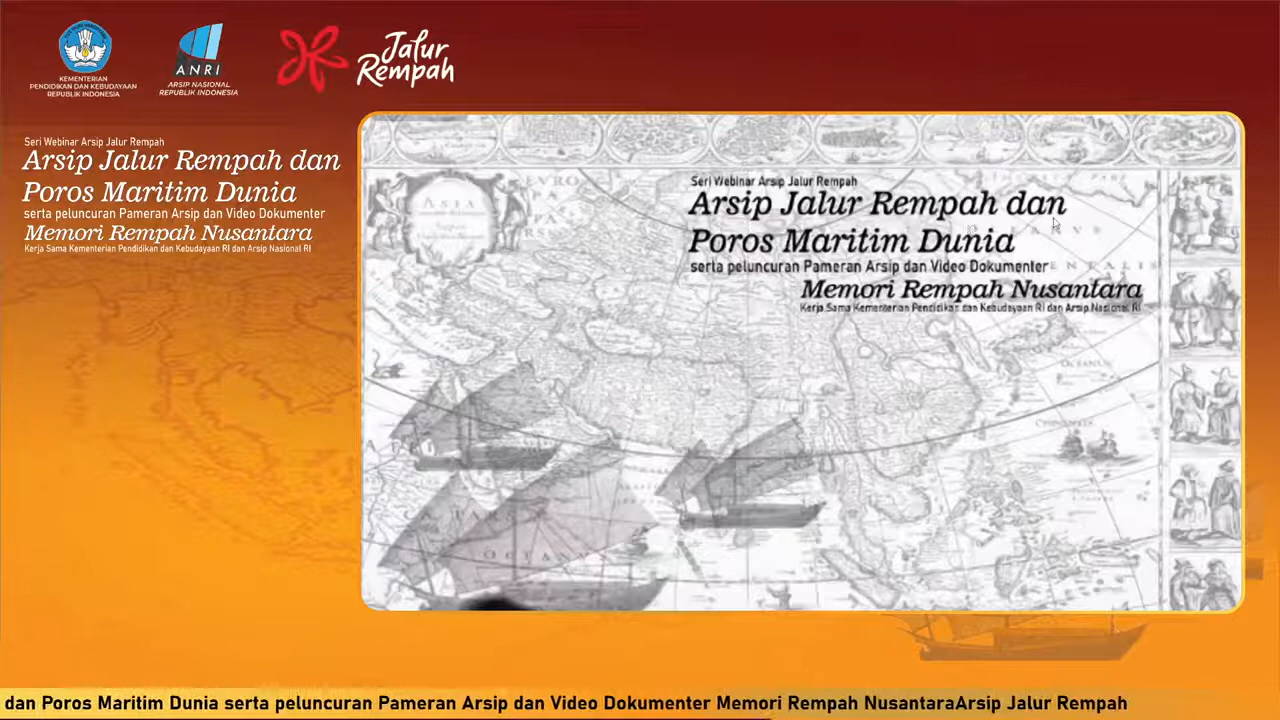 KEMENTERIAN
PENDIDIKAN DAN KEBUDAYAAN
REPUBLIK INDONESIA
ANRI
ARSIP NASIONAL
REPUBLIK INDONESIA
Jalur
Rempah
Seri Webinar Arsip Jalur Rempah
Arsip Jalur Rempah dan
Poros Maritim Dunia
serta peluncuran Pameran Arsip dan Video Dokumenter
Memori Rempah Nusantara
Kerja Sama Kementerian Pendidikan dan Kebudayaan RI dan Arsip Nasional RI
ASIA
Seri Webinar Arsip Jalur Rempah
Arsip Jalur Rempah dan
Poros Maritim Dunia
serta peluncuran Pameran Arsip dan Video Dokumenter
Memori Rempah Nusantara
Kerja Sama Kementerian Pendidikan dan Kebudayaan RI dan Arsip Nasional RI
OCEANUS
dan Poros Maritim Dunia serta peluncuran Pameran Arsip dan Video Dokumenter Memori Rempah NusantaraArsip Jalur Rempah